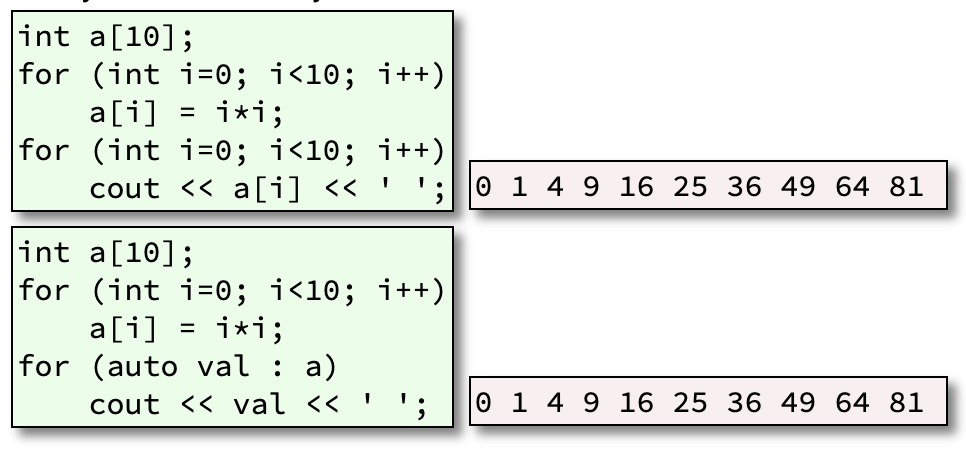 int a[10];
for (int i=0; i<10; i++)
    a[i] = i*i;
for (int i=0; i<10; i++)
    cout << a[i] << ' ';
0 1 4 9 16 25 36 49 64 81
int a[10];
for (int i=0; i<10; i++)
    a[i] = i*i;
for (auto val : a)
    cout << val << ' ';
0 1 4 9 16 25 36 49 64 81